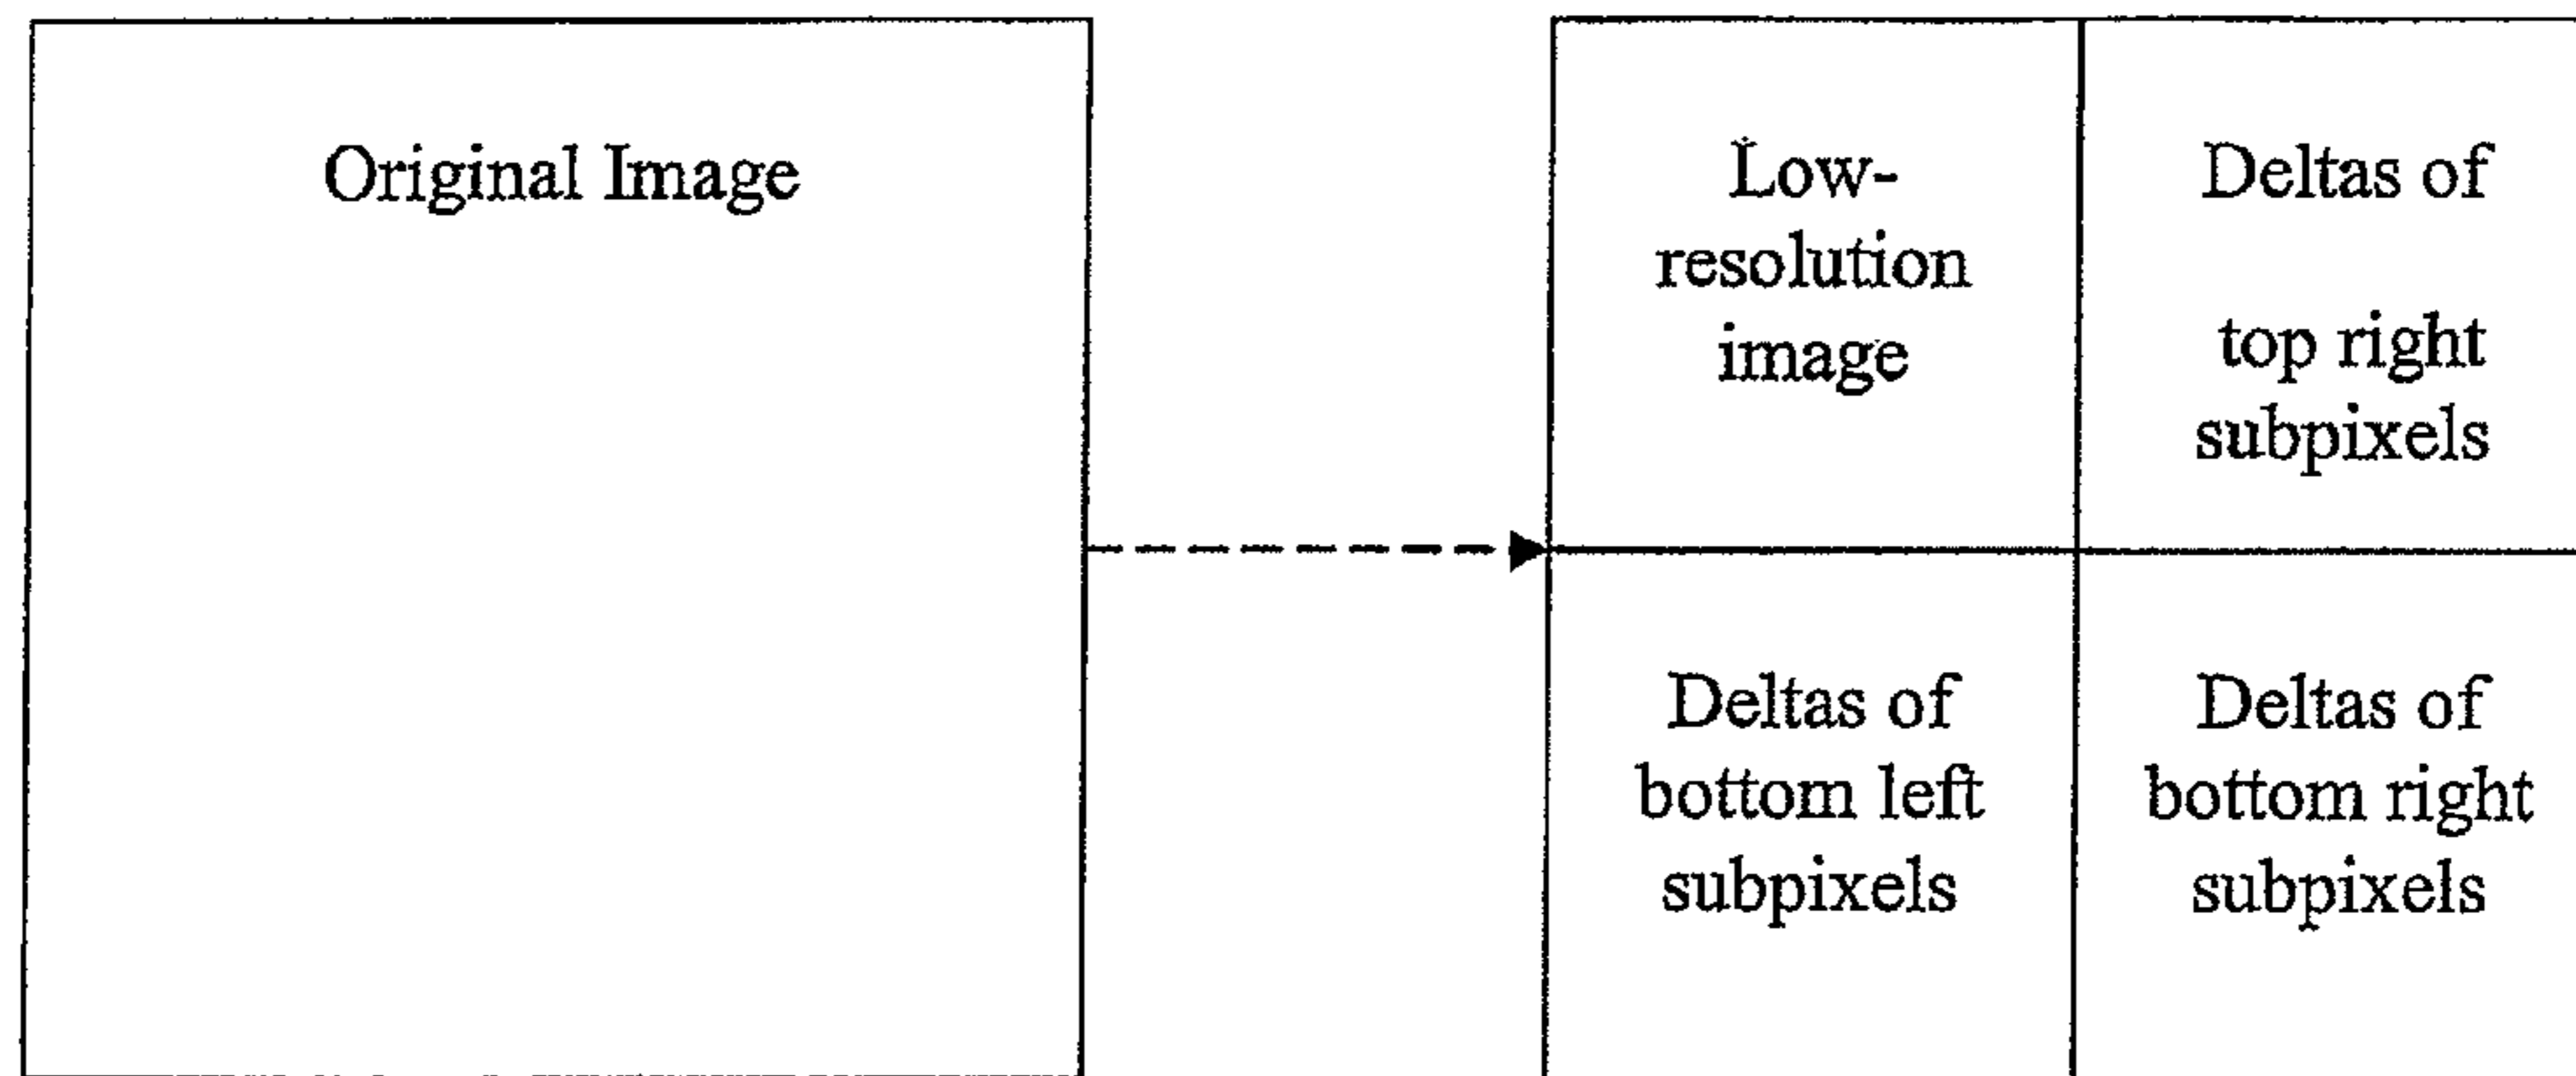 Original Image
Low-
resolution
image
Deltas of
top right
subpixels
Deltas of
bottom left
subpixels
Deltas of
bottom right
subpixels